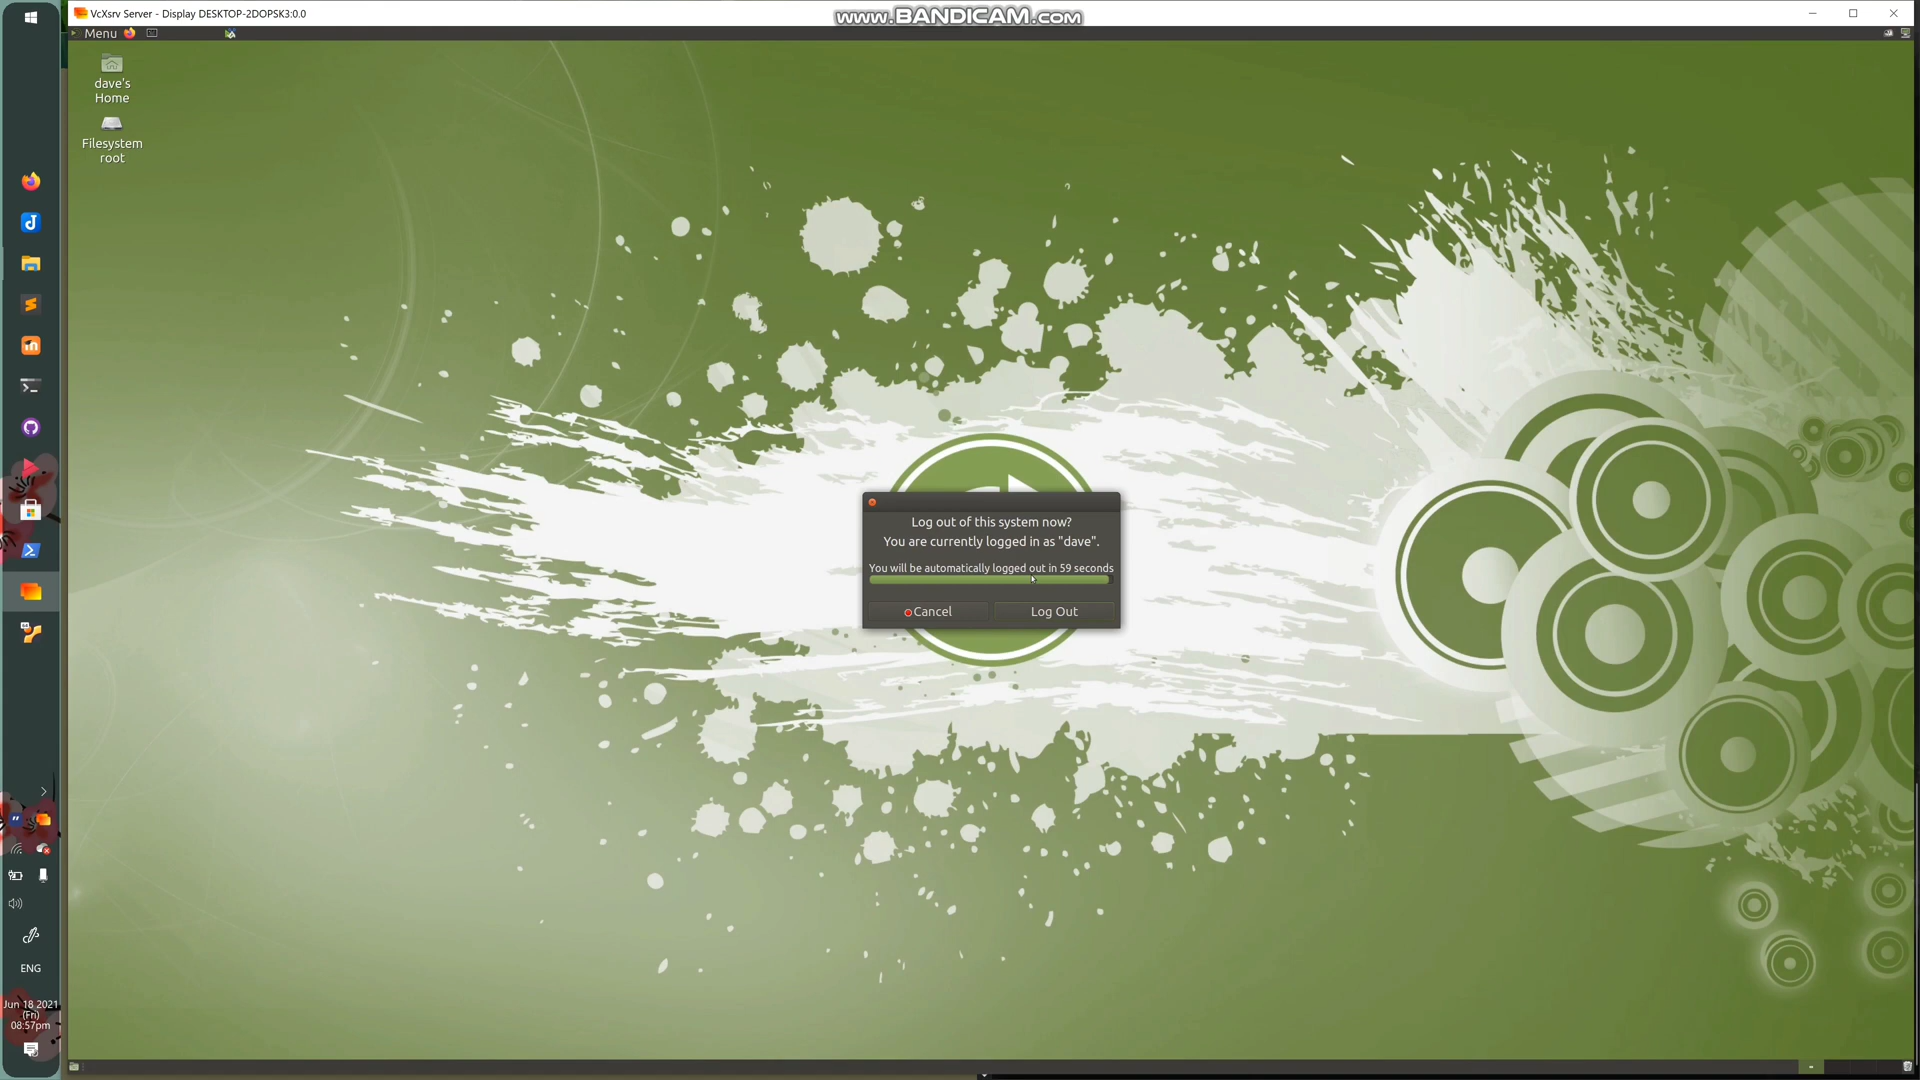 VcXsrv Server - Display DESKTOP-2DOPSK3:0.0
www.BANDICAM.com
Menu
dave's
Home
Filesystem
root
Log out of this system now?
You are currently logged in as "dave".
You will be automatically logged out in 59 seconds
Cancel
Log Out
ENG
Jun 18 2021
(Fri)
08:57pm